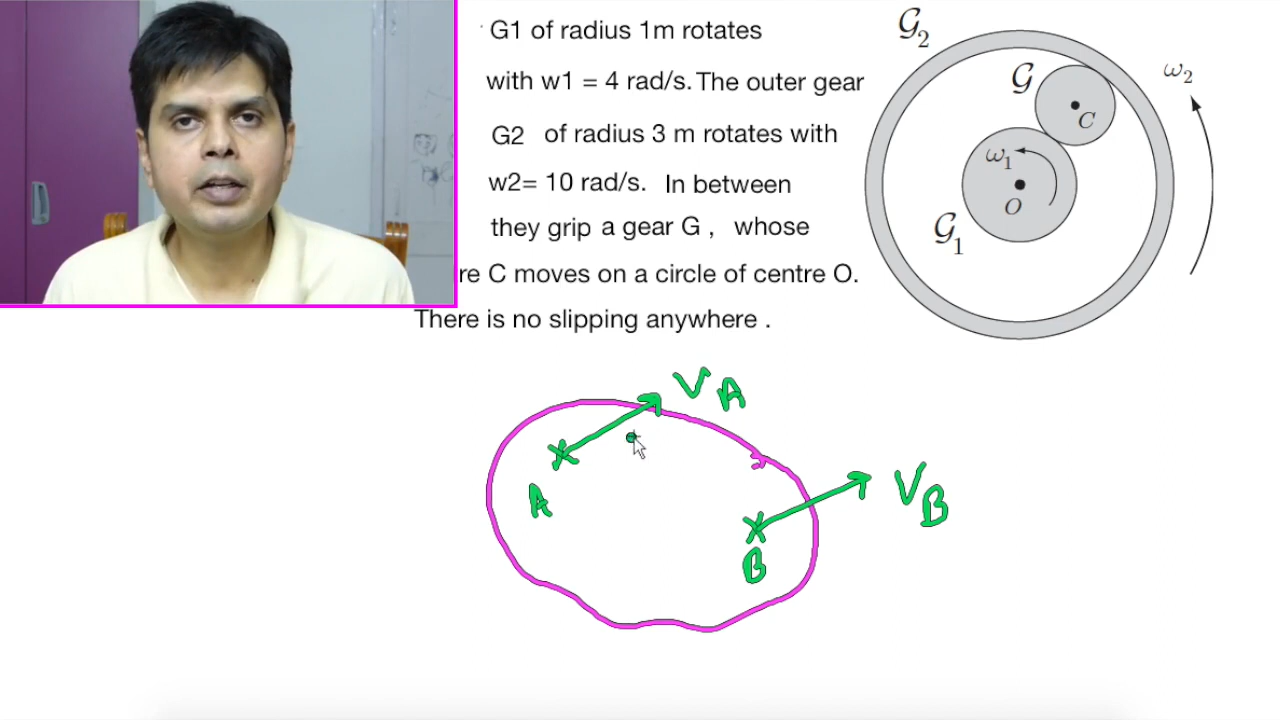 G1 of radius 1m rotates
with w1 = 4 rad/s. The outer gear
G2 of radius 3 m rotates with
w2= 10 rad/s. In between
they grip a gear G , whose
re C moves on a circle of centre O.
There is no slipping anywhere .
G2
G
ω2
C
ω1
O
G1
VA
A
VB
B